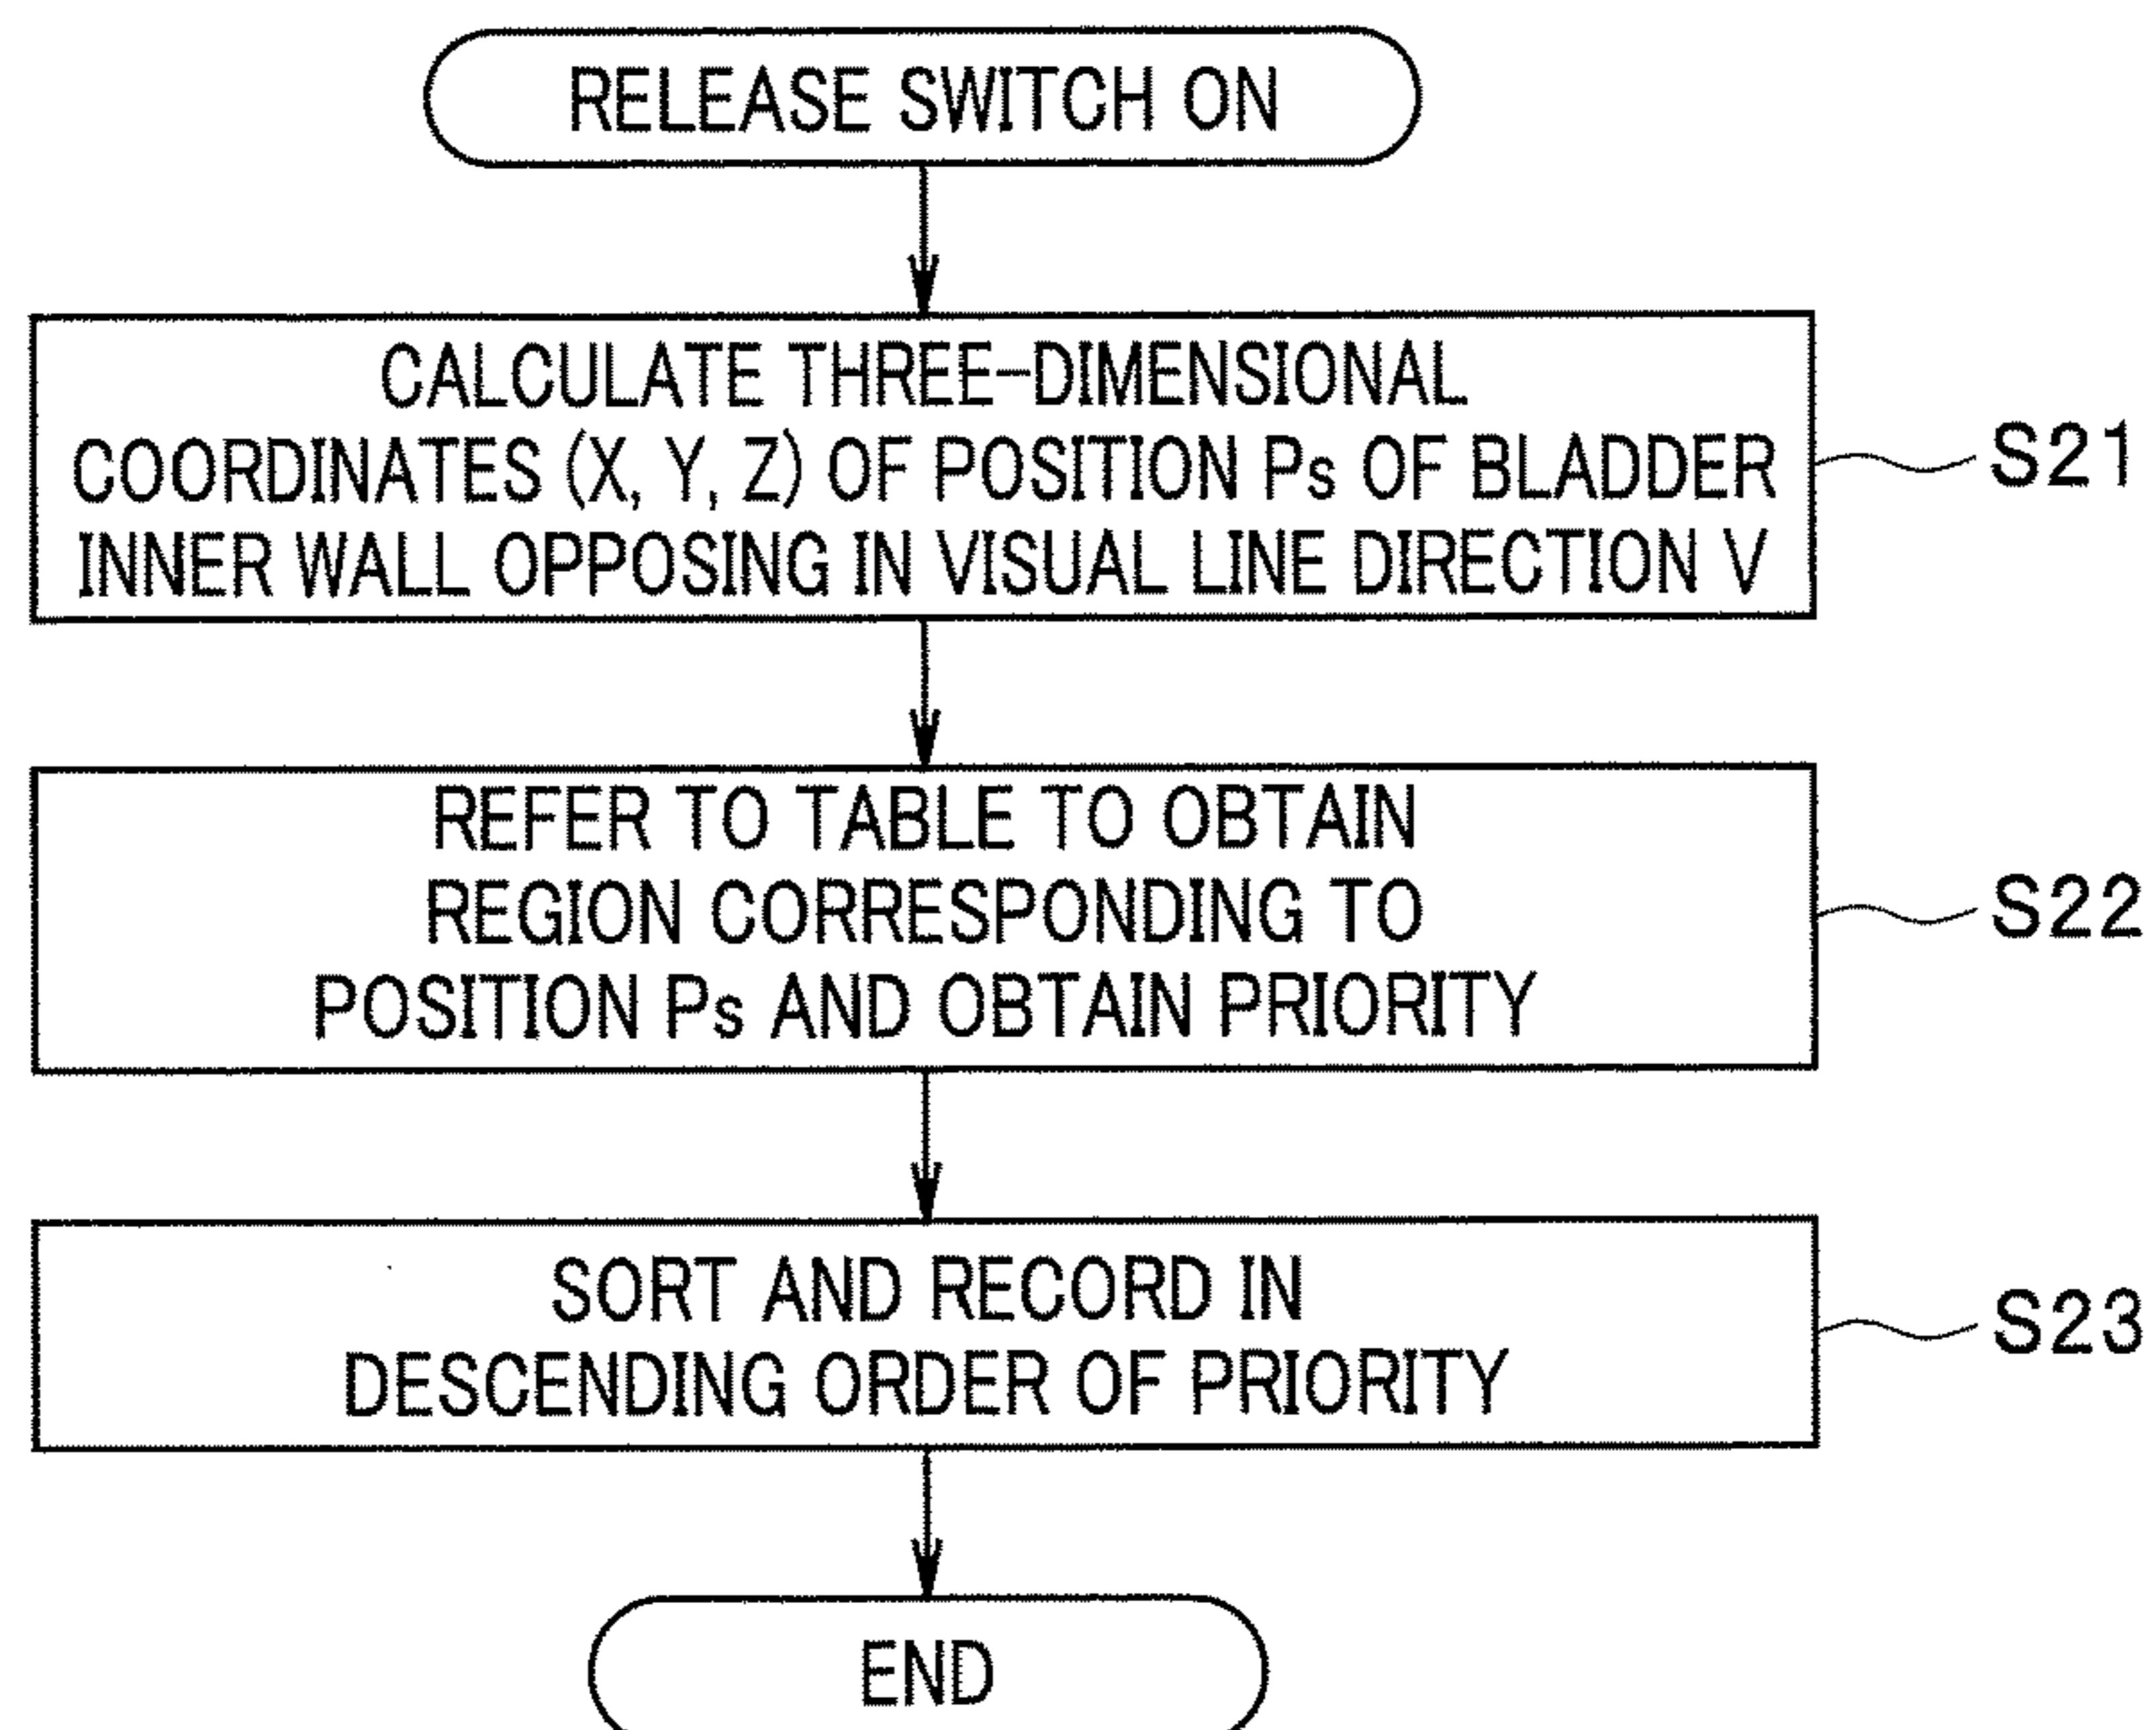 RELEASE SWITCH ON
CALCULATE THREE-DIMENSIONAL
COORDINATES (X, Y, Z) OF POSITION Ps OF BLADDER
INNER WALL OPPOSING IN VISUAL LINE DIRECTION V
S21
REFER TO TABLE TO OBTAIN
REGION CORRESPONDING TO
POSITION Ps AND OBTAIN PRIORITY
S22
SORT AND RECORD IN
DESCENDING ORDER OF PRIORITY
S23
END